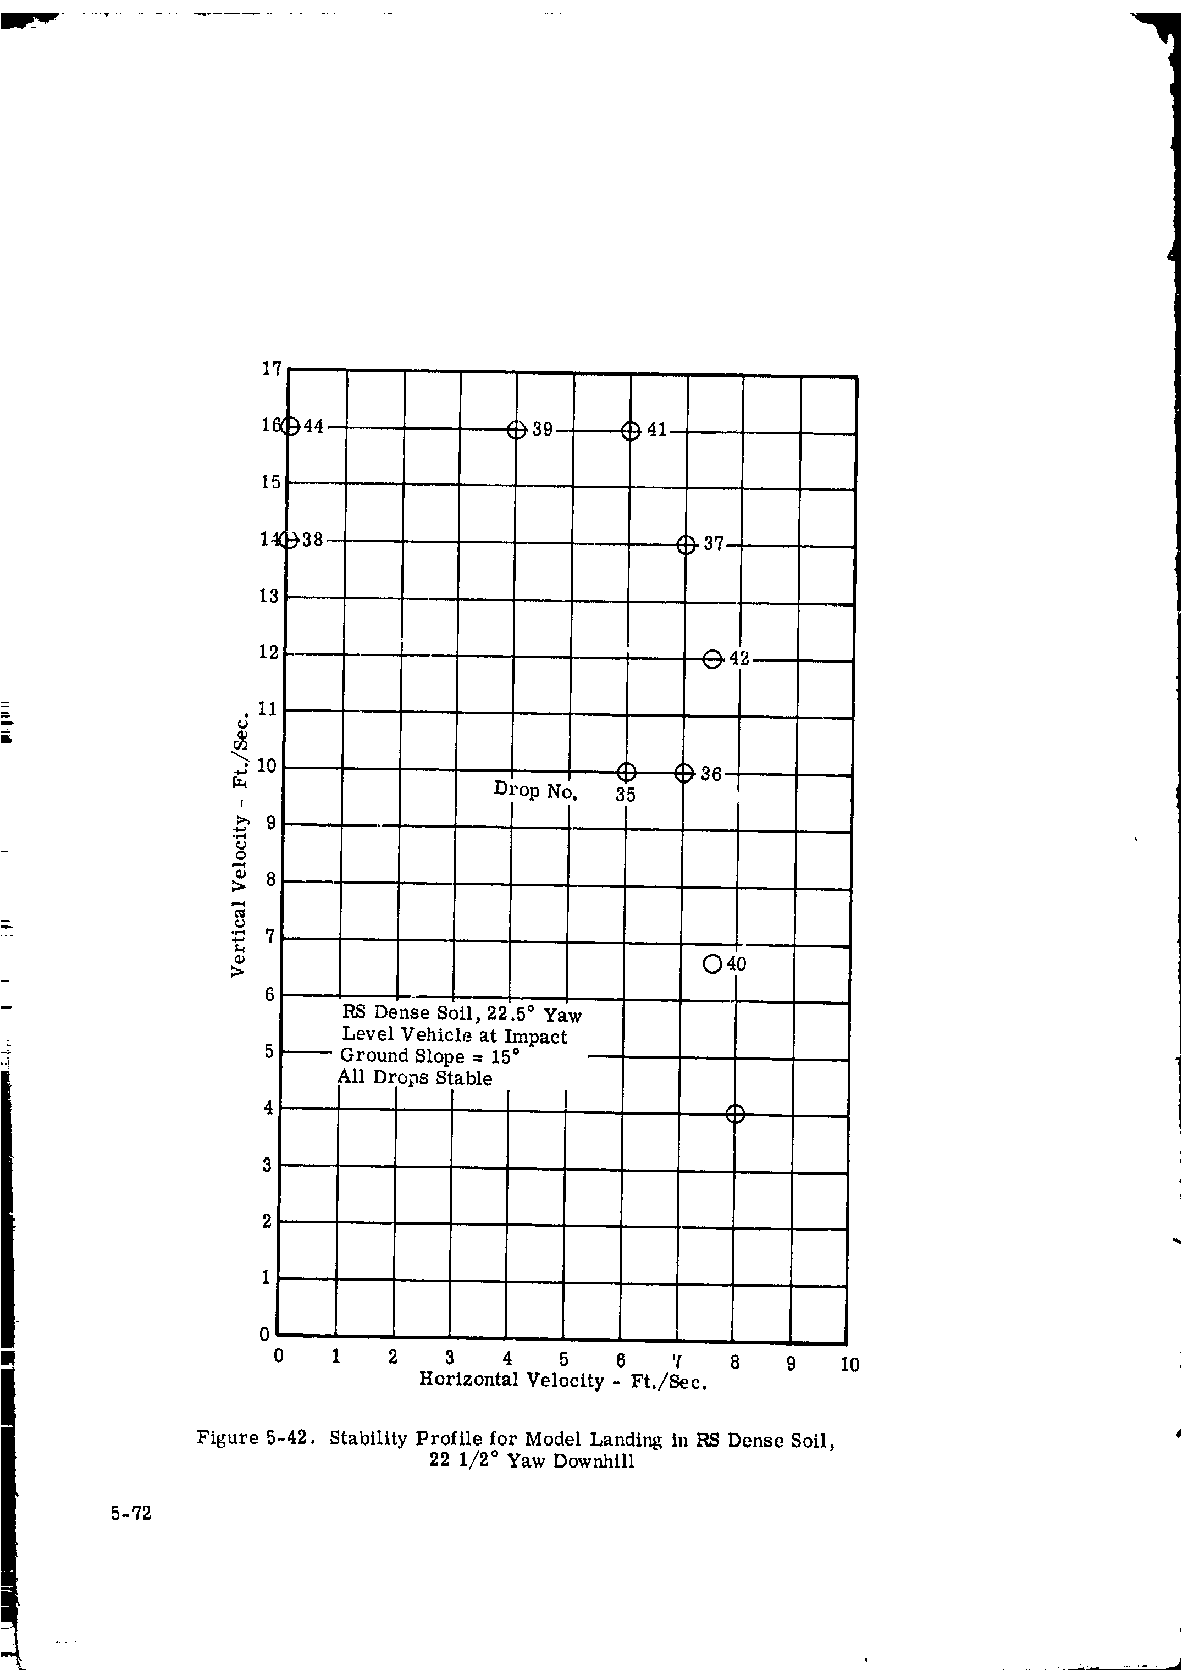 17
16 44 39 41
15
14 38 37
13
12 42
11
10 36
Drop No. 35
9
8
7
40
6
RS Dense Soil, 22.5° Yaw
Level Vehicle at Impact
5 Ground Slope = 15°
All Drops Stable
4
3
2
1
0
Vertical Velocity - Ft./Sec.
0 1 2 3 4 5 6 7 8 9 10
Horizontal Velocity - Ft./Sec.
Figure 5-42. Stability Profile for Model Landing in RS Dense Soil,
22 1/2° Yaw Downhill
5-72